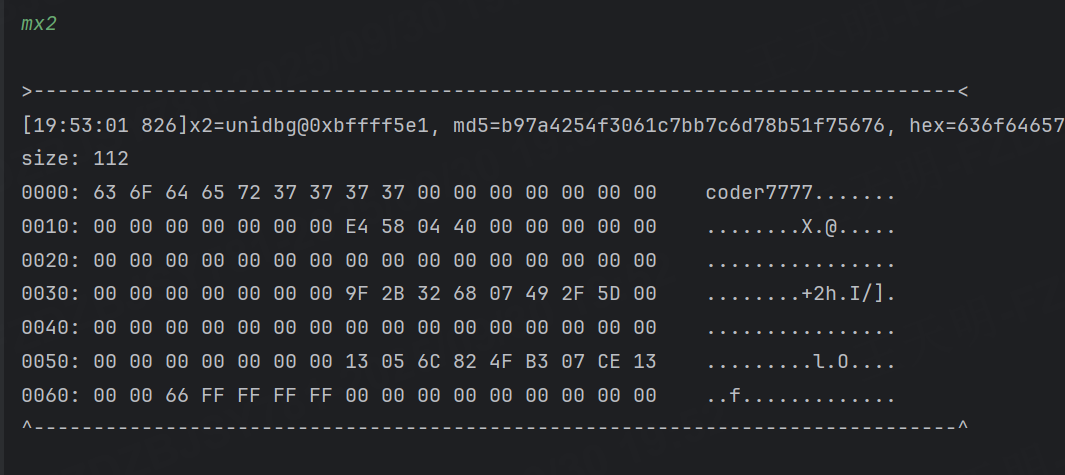 mx2
>-----------------------------------------------------------------------------<
[19:53:01 826]x2=unidbg@0xbffff5e1, md5=b97a4254f3061c7bb7c6d78b51f75676, hex=636f64657
size: 112
0000: 63 6F 64 65 72 37 37 37 37 00 00 00 00 00 00 00    coder7777.......
0010: 00 00 00 00 00 00 00 E4 58 04 40 00 00 00 00 00    ........X.@.....
0020: 00 00 00 00 00 00 00 00 00 00 00 00 00 00 00 00    ................
0030: 00 00 00 00 00 00 00 9F 2B 32 68 07 49 2F 5D 00    ........+2h.I/].
0040: 00 00 00 00 00 00 00 00 00 00 00 00 00 00 00 00    ................
0050: 00 00 00 00 00 00 00 13 05 6C 82 4F B3 07 CE 13    .........l.O....
0060: 00 00 66 FF FF FF FF 00 00 00 00 00 00 00 00 00    ..f.............
^-----------------------------------------------------------------------------^